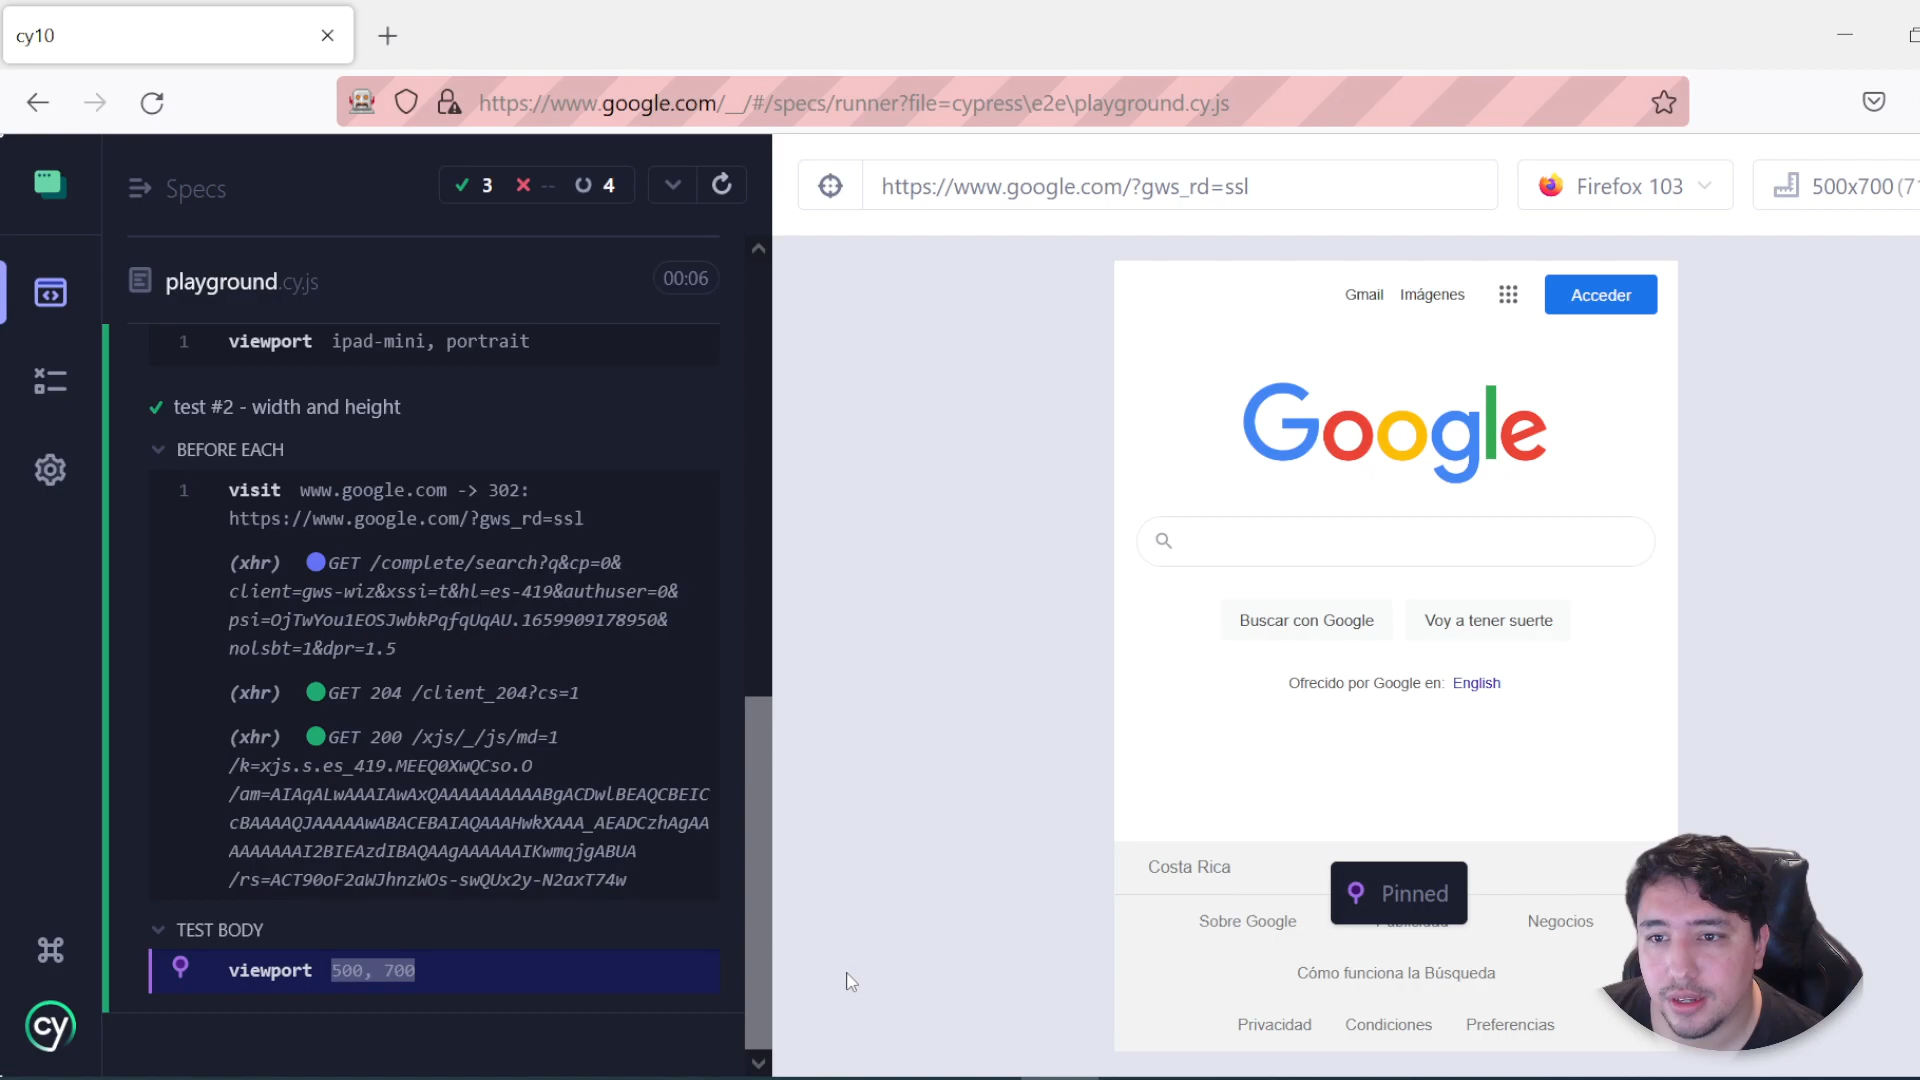 cy10
https://www.google.com/__/#/specs/runner?file=cypress\e2e\playground.cy.js
Specs
3 -- 4
https://www.google.com/?gws_rd=ssl
Firefox 103
500x700
playground.cy.js
00:06
1 viewport ipad-mini, portrait
test #2 - width and height
BEFORE EACH
1 visit www.google.com -> 302:
https://www.google.com/?gws_rd=ssl
(xhr) GET /complete/search?q&cp=0&
client=gws-wiz&xssi=t&hl=es-419&authuser=0&
psi=OjTwYou1EOSJwbkPqfqUqAU.1659909178950&
nolsbt=1&dpr=1.5
(xhr) GET 204 /client_204?cs=1
(xhr) GET 200 /xjs/_/js/md=1
/k=xjs.s.es_419.MEEQ0XwQCso.O
/am=AIAqALwAAAIAwAxQAAAAAAAAAABgACDwlBEAQCBEIC
cBAAAAQJAAAAAwABACEBAIAQAAAHwkXAAA_AEADCzhAgAA
AAAAAAAI2BIEAzdIBAQAAgAAAAAAIKwmqjgABUA
/rs=ACT90oF2aWJhnzWOs-swQUx2y-N2axT74w
TEST BODY
viewport 500, 700
cy
Gmail Imágenes
Acceder
Google
Buscar con Google
Voy a tener suerte
Ofrecido por Google en: English
Costa Rica
Pinned
Sobre Google
Negocios
Cómo funciona la Búsqueda
Privacidad
Condiciones
Preferencias